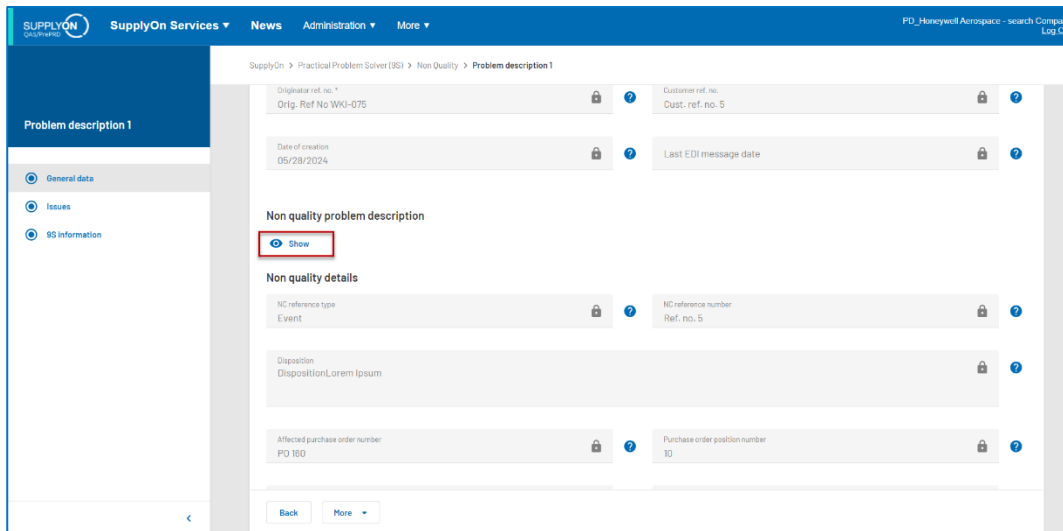 SUPPLYON
QAS/PrePRD
SupplyOn Services ▾ News Administration ▾ More ▾
PD_Honeywell Aerospace - search Compa
Log O
SupplyOn > Practical Problem Solver (9S) > Non Quality > Problem description 1
Problem description 1
General data
Issues
9S information
Originator ref. no. *
Orig. Ref No WKI-075
Customer ref. no.
Cust. ref. no. 5
Date of creation
05/28/2024
Last EDI message date
Non quality problem description
Show
Non quality details
NC reference type
Event
NC reference number
Ref. no. 5
Disposition
DispositionLorem Ipsum
Affected purchase order number
PO 160
Purchase order position number
10
Back More ▾